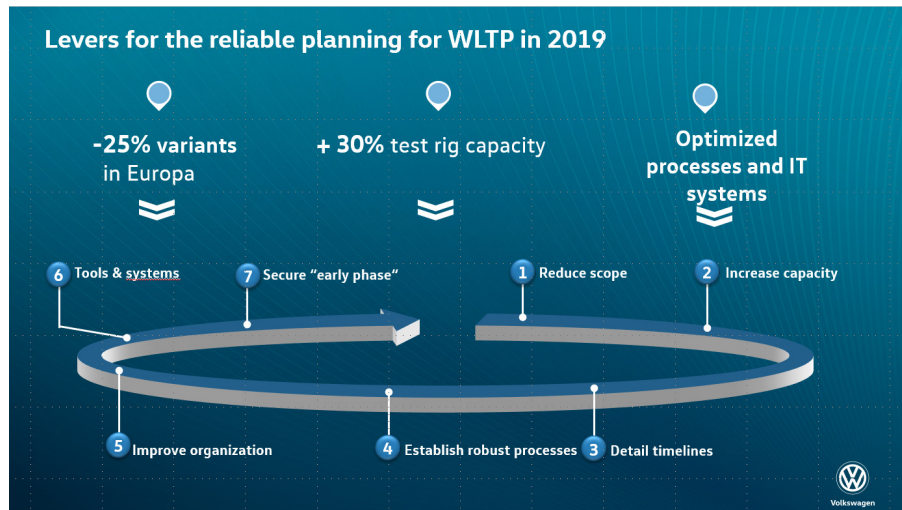 Levers for the reliable planning for WLTP in 2019
-25% variants
in Europa
+ 30% test rig capacity
Optimized
processes and IT
systems
6 Tools & systems
7 Secure “early phase“
1 Reduce scope
2 Increase capacity
5 Improve organization
4 Establish robust processes
3 Detail timelines
Volkswagen